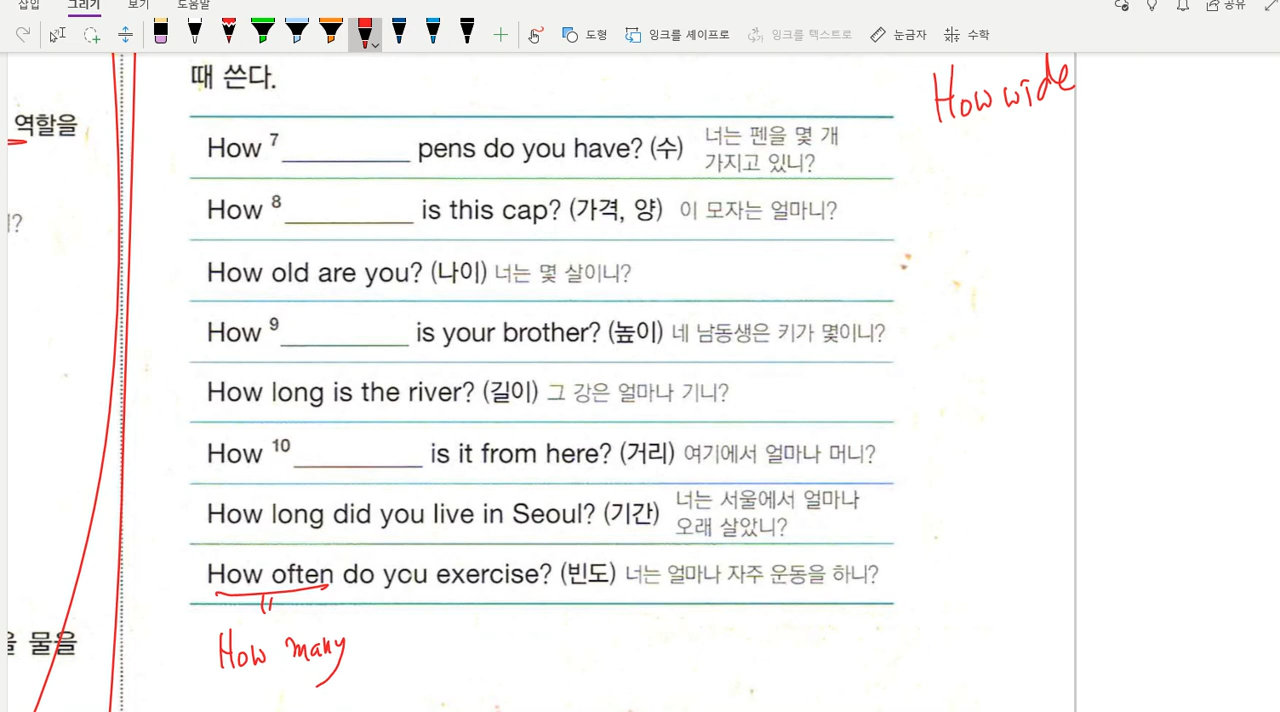 삽입 그리기 보기 도움말
공유
도형 잉크를 셰이프로 잉크를 텍스트로 눈금자 수학
때 쓴다.
How wide
역할을
How 7________ pens do you have? (수) 너는 펜을 몇 개
가지고 있니?
How 8________ is this cap? (가격, 양) 이 모자는 얼마니?
How old are you? (나이) 너는 몇 살이니?
How 9________ is your brother? (높이) 네 남동생은 키가 몇이니?
How long is the river? (길이) 그 강은 얼마나 기니?
How 10________ is it from here? (거리) 여기에서 얼마나 머니?
How long did you live in Seoul? (기간) 너는 서울에서 얼마나
오래 살았니?
How often do you exercise? (빈도) 너는 얼마나 자주 운동을 하니?
How many
을 물을